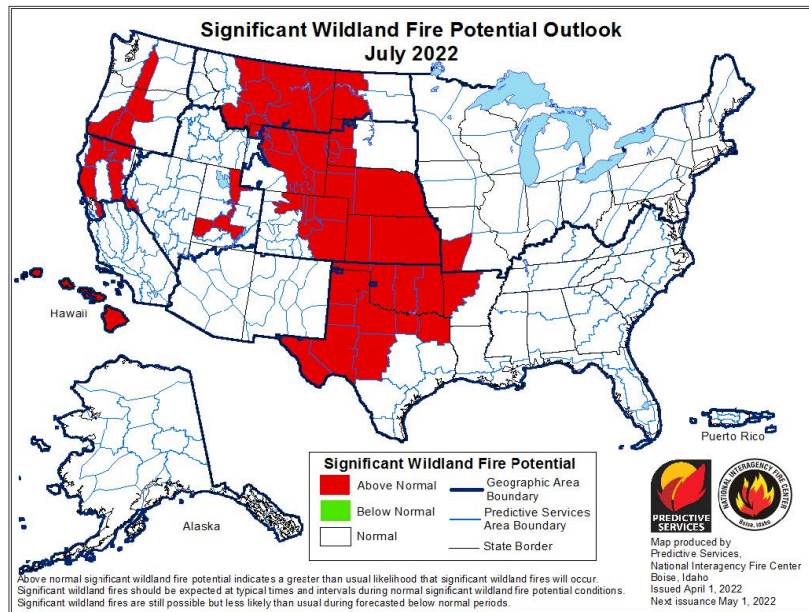 Significant Wildland Fire Potential Outlook
July 2022
Hawaii
Alaska
Puerto Rico
Significant Wildland Fire Potential
Above Normal
Below Normal
Normal
Geographic Area
Boundary
Predictive Services
Area Boundary
State Border
PREDICTIVE
SERVICES
NATIONAL INTERAGENCY FIRE CENTER
Boise, Idaho
Map produced by
Predictive Services,
National Interagency Fire Center
Boise, Idaho
Issued April 1, 2022
Next issuance May 1, 2022
Above normal significant wildland fire potential indicates a greater than usual likelihood that significant wildland fires will occur.
Significant wildland fires should be expected at typical times and intervals during normal significant wildland fire potential conditions.
Significant wildland fires are still possible but less likely than usual during forecasted below normal periods.